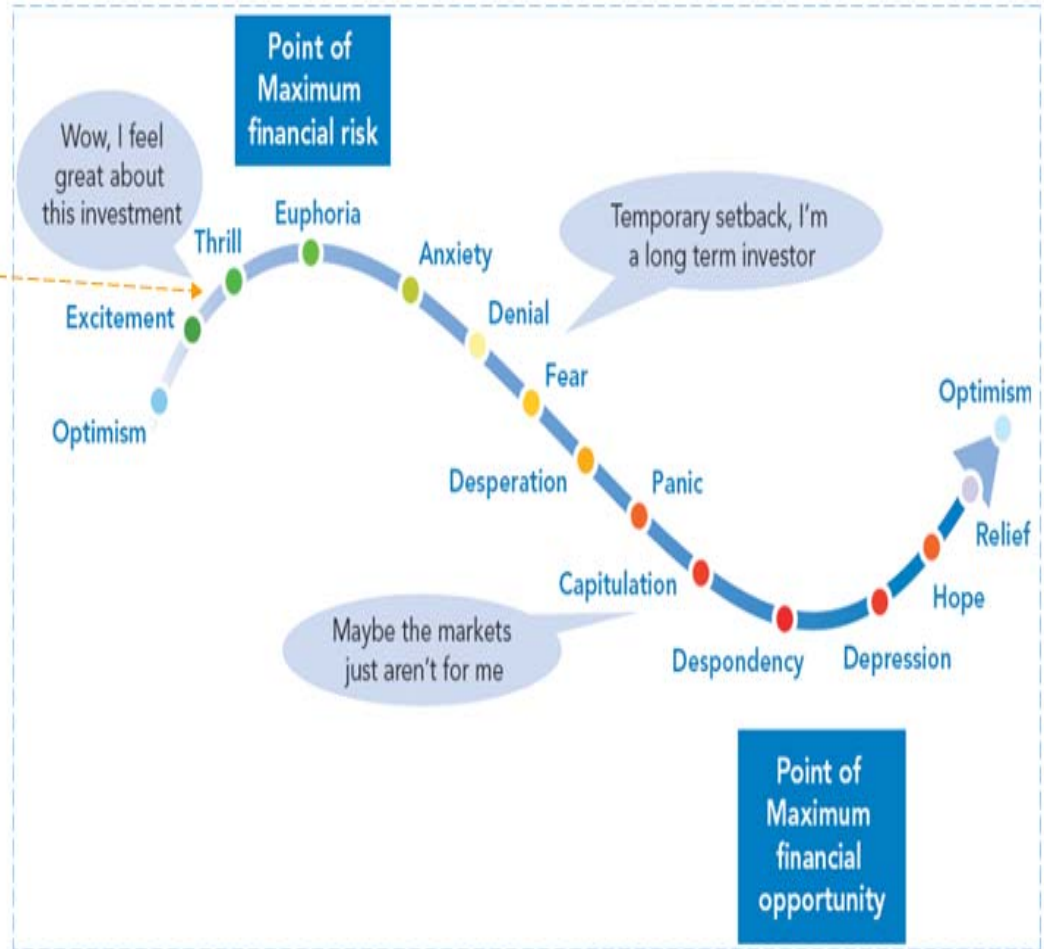 Point of
Maximum
financial risk
Wow, I feel
great about
this investment
Thrill
Euphoria
Anxiety
Temporary setback, I'm
a long term investor
Excitement
Denial
Optimism
Fear
Desperation
Panic
Capitulation
Maybe the markets
just aren't for me
Despondency
Depression
Hope
Relief
Optimism
Point of
Maximum
financial
opportunity